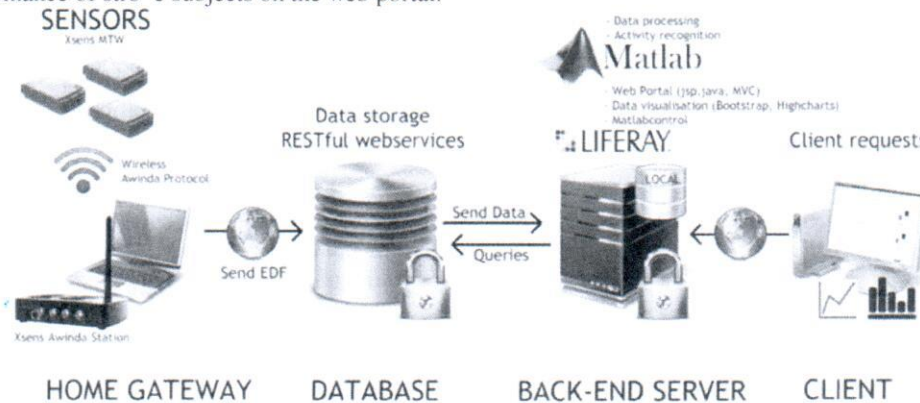 SENSORS
Xsens MTW
Wireless
Awinda Protocol
Xsens Awinda Station
Send EDF
Data storage
RESTful webservices
Send Data
Queries
- Data processing
- Activity recognition
Matlab
- Web Portal (jsp,java, MVC)
- Data visualisation (Bootstrap, Highcharts)
- Matlabcontrol
LIFERAY
LOCAL
Client requests
HOME GATEWAY
DATABASE
BACK-END SERVER
CLIENT